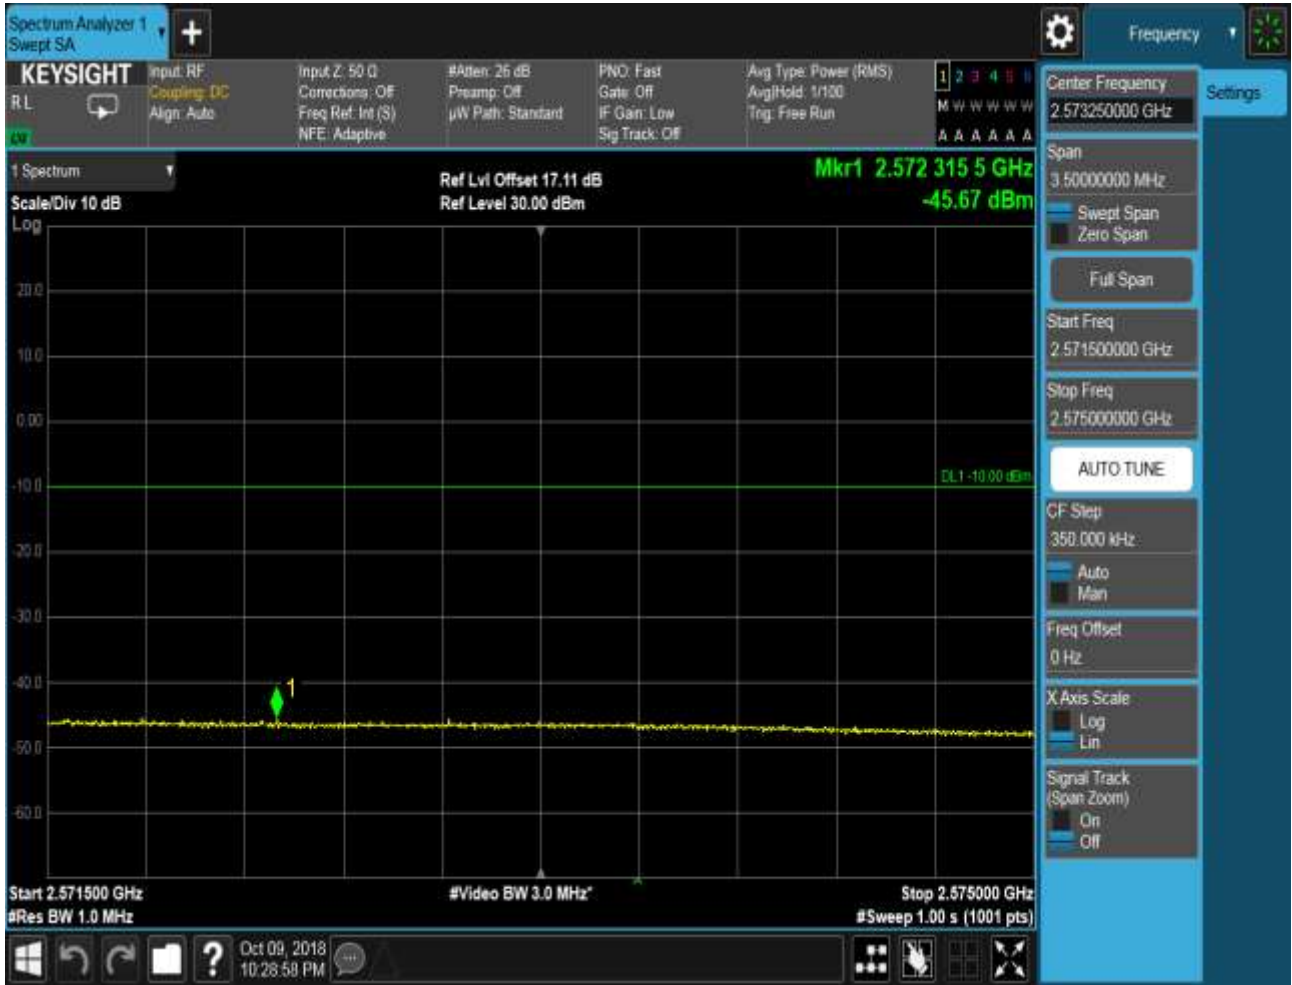 Spectrum Analyzer 1
Swept SA
+
Frequency
KEYSIGHT
R L
LXI
Input: RF
Coupling: DC
Align: Auto
Input Z: 50 Ω
Corrections: Off
Freq Ref: Int (S)
NFE: Adaptive
#Atten: 26 dB
Preamp: Off
µW Path: Standard
PNO: Fast
Gate: Off
IF Gain: Low
Sig Track: Off
Avg Type: Power (RMS)
Avg|Hold: 1/100
Trig: Free Run
1 2 3 4 5 6
M W W W W W
A A A A A A
1 Spectrum
Scale/Div 10 dB
Log
Ref Lvl Offset 17.11 dB
Ref Level 30.00 dBm
Mkr1 2.572 315 5 GHz
-45.67 dBm
20.0
10.0
0.00
-10.0
-20.0
-30.0
-40.0
-50.0
-60.0
DL1 -10.00 dBm
1
Start 2.571500 GHz
#Res BW 1.0 MHz
#Video BW 3.0 MHz*
Stop 2.575000 GHz
#Sweep 1.00 s (1001 pts)
Center Frequency
2.573250000 GHz
Settings
Span
3.50000000 MHz
Swept Span
Zero Span
Full Span
Start Freq
2.571500000 GHz
Stop Freq
2.575000000 GHz
AUTO TUNE
CF Step
350.000 kHz
Auto
Man
Freq Offset
0 Hz
X Axis Scale
Log
Lin
Signal Track
(Span Zoom)
On
Off
?
Oct 09, 2018
10:28:58 PM